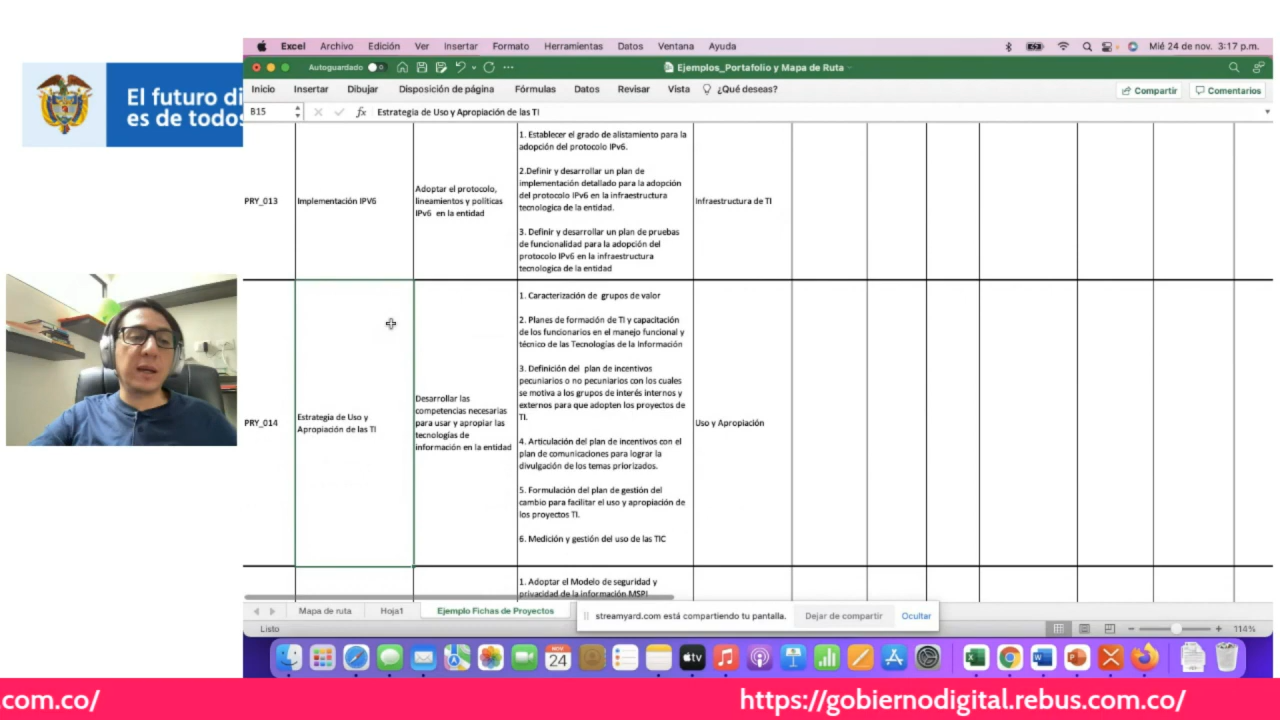 Excel Archivo Edición Ver Insertar Formato Herramientas Datos Ventana Ayuda Mié 24 de nov. 3:17 p.m.
Autoguardado Ejemplos_Portafolio y Mapa de Ruta
El futuro di
es de todos
Inicio Insertar Dibujar Disposición de página Fórmulas Datos Revisar Vista ¿Qué deseas? Compartir Comentarios
B15 fx Estrategia de Uso y Apropiación de las TI
1. Establecer el grado de alistamiento para la
adopción del protocolo IPv6.
2.Definir y desarrollar un plan de
implementación detallado para la adopción
del protocolo IPv6 en la infraestructura
tecnologica de la entidad.
3. Definir y desarrollar un plan de pruebas
de funcionalidad para la adopción del
protocolo IPv6 en la infraestructura
tecnologica de la entidad
PRY_013
Implementación IPV6
Adoptar el protocolo,
lineamientos y políticas
IPv6 en la entidad
Infraestructura de TI
1. Caracterización de grupos de valor
2. Planes de formación de TI y capacitación
de los funcionarios en el manejo funcional y
técnico de las Tecnologías de la Información
3. Definición del plan de incentivos
pecuniarios o no pecuniarios con los cuales
se motiva a los grupos de interés internos y
externos para que adopten los proyectos de
TI.
4. Articulación del plan de incentivos con el
plan de comunicaciones para lograr la
divulgación de los temas priorizados.
5. Formulación del plan de gestión del
cambio para facilitar el uso y apropiación de
los proyectos TI.
6. Medición y gestión del uso de las TIC
PRY_014
Estrategia de Uso y
Apropiación de las TI
Desarrollar las
competencias necesarias
para usar y apropiar las
tecnologías de
información en la entidad
Uso y Apropiación
1. Adoptar el Modelo de seguridad y
privacidad de la información MSPI
Mapa de ruta Hoja1 Ejemplo Fichas de Proyectos
streamyard.com está compartiendo tu pantalla. Dejar de compartir Ocultar
Listo 114%
NOV
24
tv
.com.co/ https://gobiernodigital.rebus.com.co/